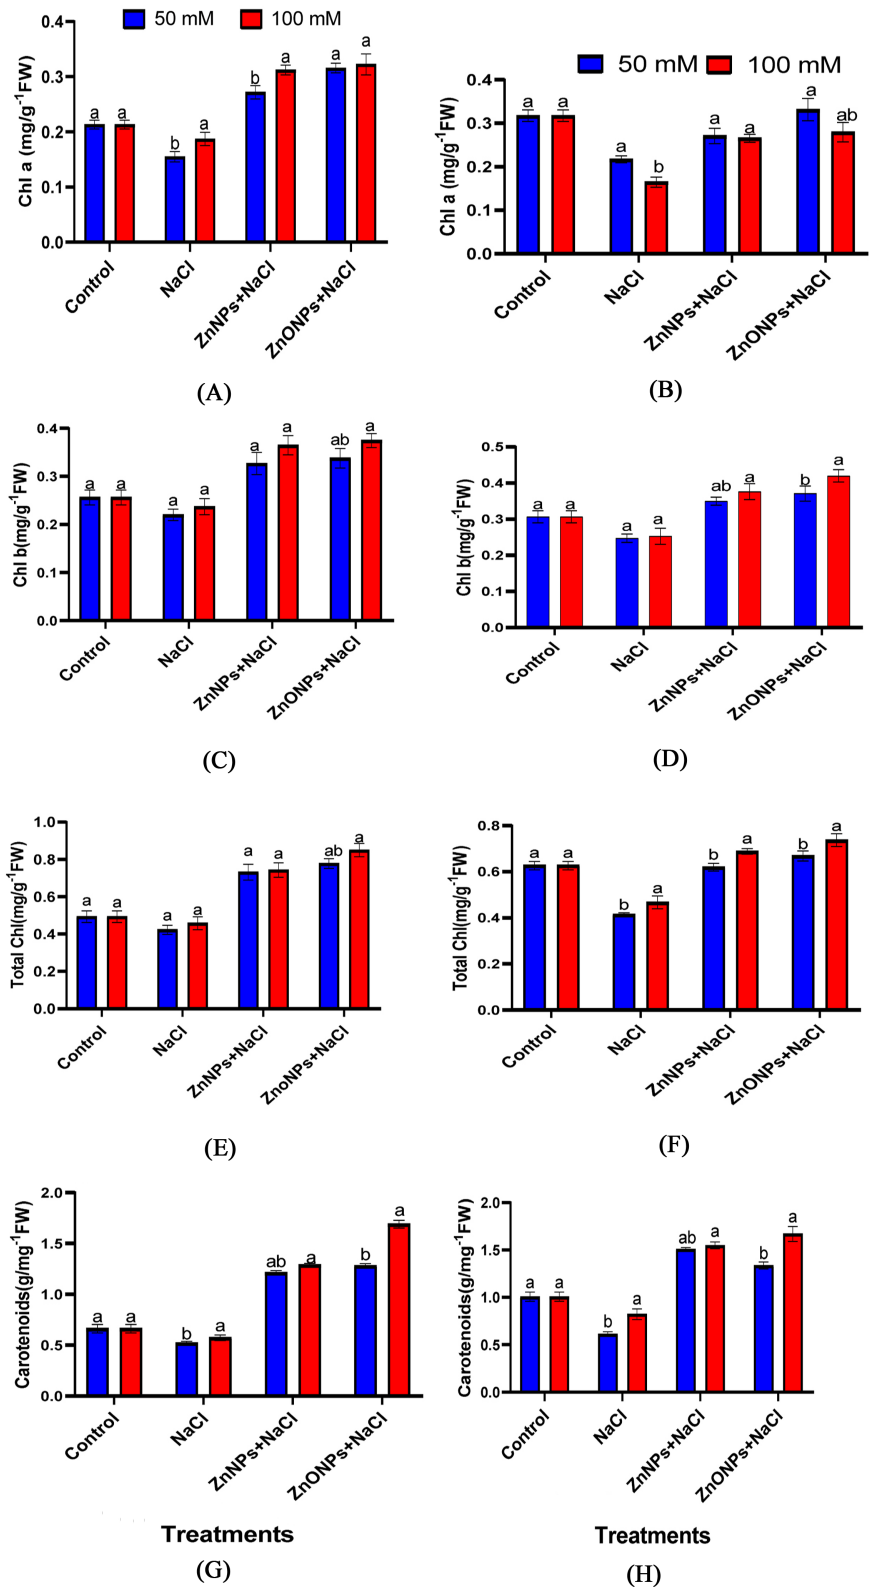 50 mM 100 mM
Chl a (mg/g⁻¹FW)
0.4
0.3
0.2
0.1
0.0
a a b a b a a a
Control NaCl ZnNPs+NaCl ZnONPs+NaCl
(A)
50 mM 100 mM
Chl a (mg/g⁻¹FW)
0.4
0.3
0.2
0.1
0.0
a a a b a a a ab
Control NaCl ZnNPs+NaCl ZnONPs+NaCl
(B)
Chl b(mg/g⁻¹FW)
0.4
0.3
0.2
0.1
0.0
a a a a a a ab a
Control NaCl ZnNPs+NaCl ZnONPs+NaCl
(C)
Chl b(mg/g⁻¹FW)
0.5
0.4
0.3
0.2
0.1
0.0
a a a a ab a b a
Control NaCl ZnNPs+NaCl ZnONPs+NaCl
(D)
Total Chl(mg/g⁻¹FW)
1.0
0.8
0.6
0.4
0.2
0.0
a a a a a a ab a
Control NaCl ZnNPs+NaCl ZnoNPs+NaCl
(E)
Total Chl(mg/g⁻¹FW)
0.8
0.6
0.4
0.2
0.0
a a b a b a b a
Control NaCl ZnNPs+NaCl ZnONPs+NaCl
(F)
Carotenoids(g/mg⁻¹FW)
2.0
1.5
1.0
0.5
0.0
a a b a ab a b a
Control NaCl ZnNPs+NaCl ZnONPs+NaCl
Treatments
(G)
Carotenoids(g/mg⁻¹FW)
2.0
1.5
1.0
0.5
0.0
a a b a ab a b a
Control NaCl ZnNPs+NaCl ZnONPs+NaCl
Treatments
(H)